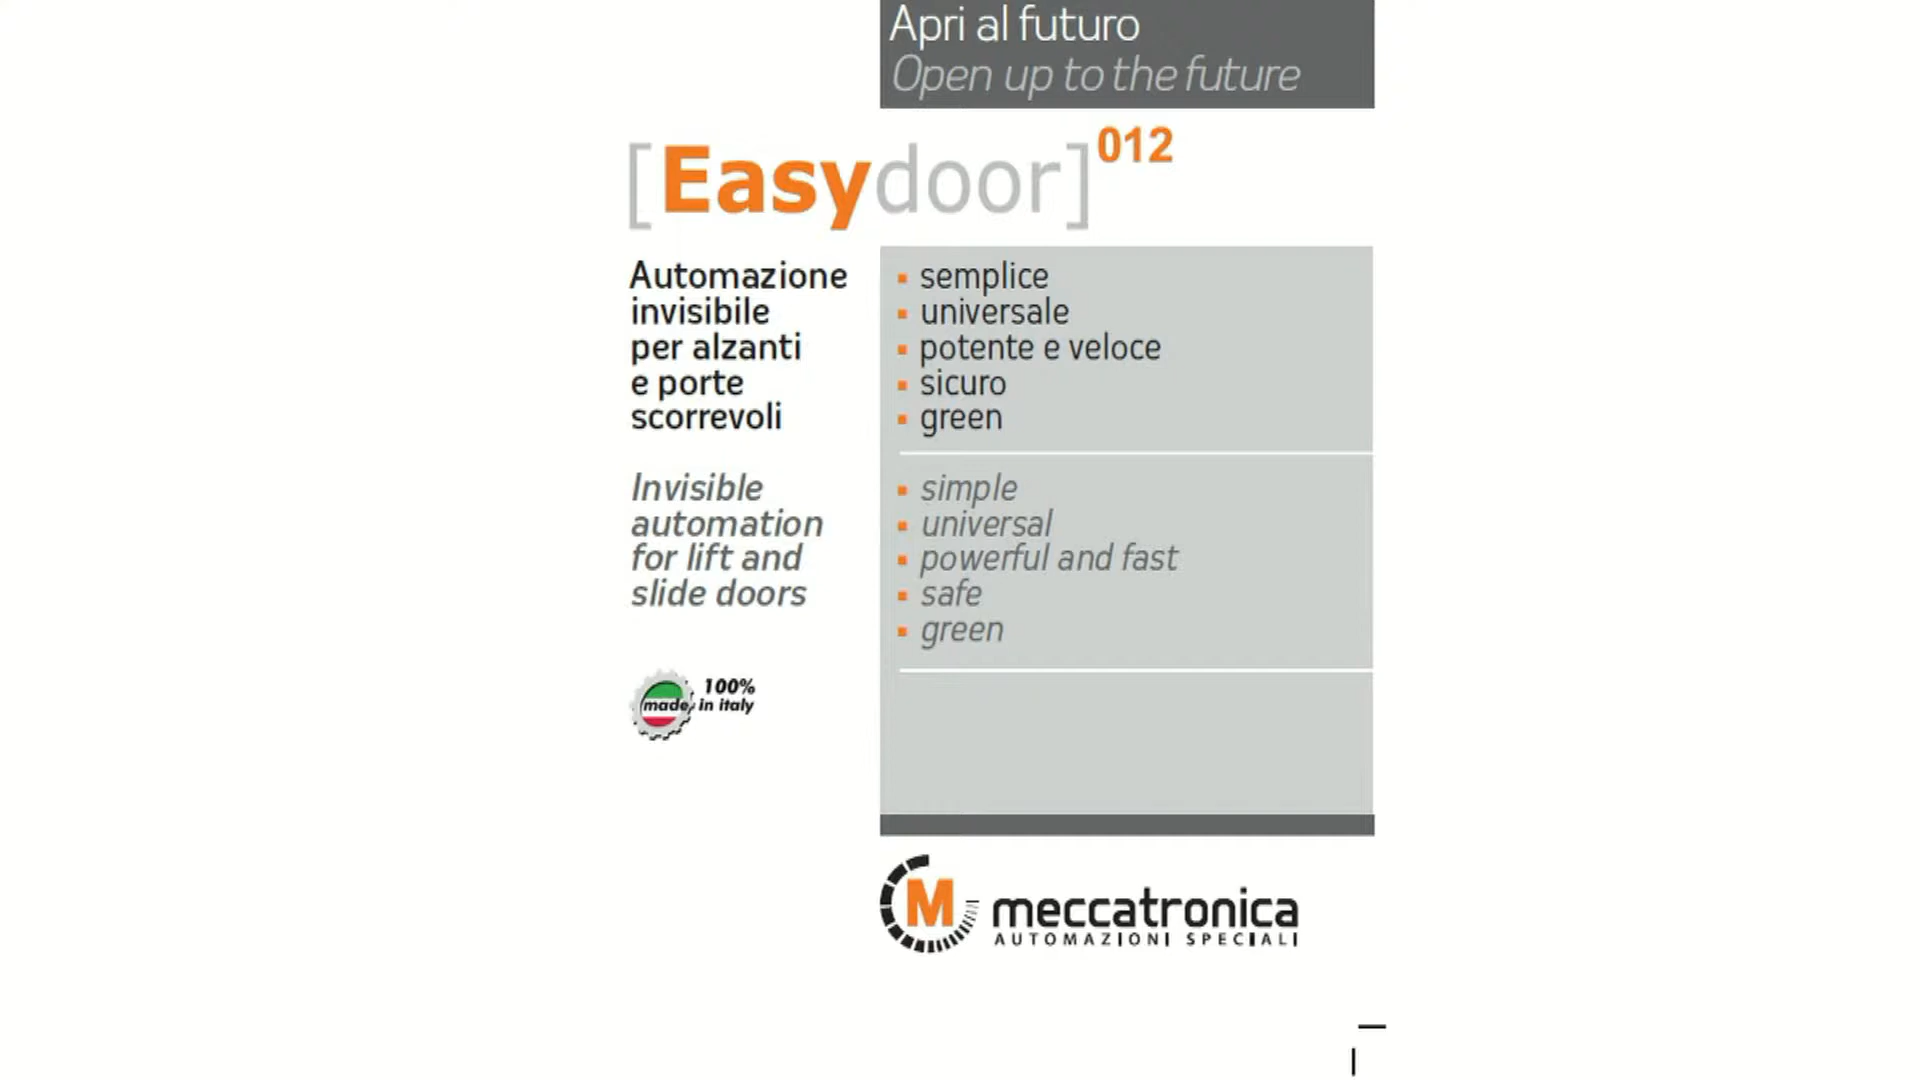 Apri al futuro
Open up to the future
[Easydoor]012
Automazione
invisibile
per alzanti
e porte
scorrevoli
▪ semplice
▪ universale
▪ potente e veloce
▪ sicuro
▪ green
Invisible
automation
for lift and
slide doors
▪ simple
▪ universal
▪ powerful and fast
▪ safe
▪ green
100%
made in italy
M meccatronica
AUTOMAZIONI SPECIALI